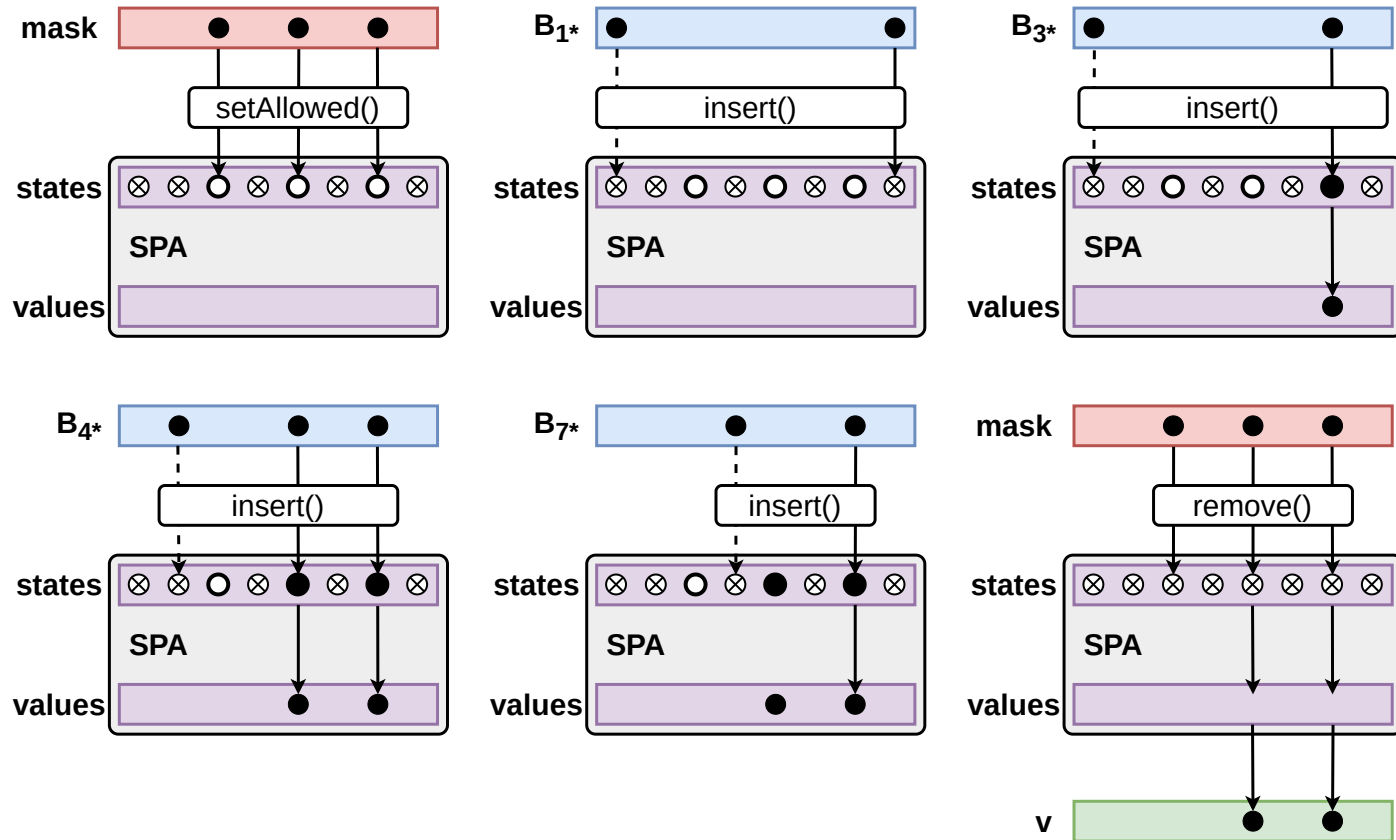 mask
setAllowed()
states
SPA
values
B1*
insert()
states
SPA
values
B3*
insert()
states
SPA
values
B4*
insert()
states
SPA
values
B7*
insert()
states
SPA
values
mask
remove()
states
SPA
values
v